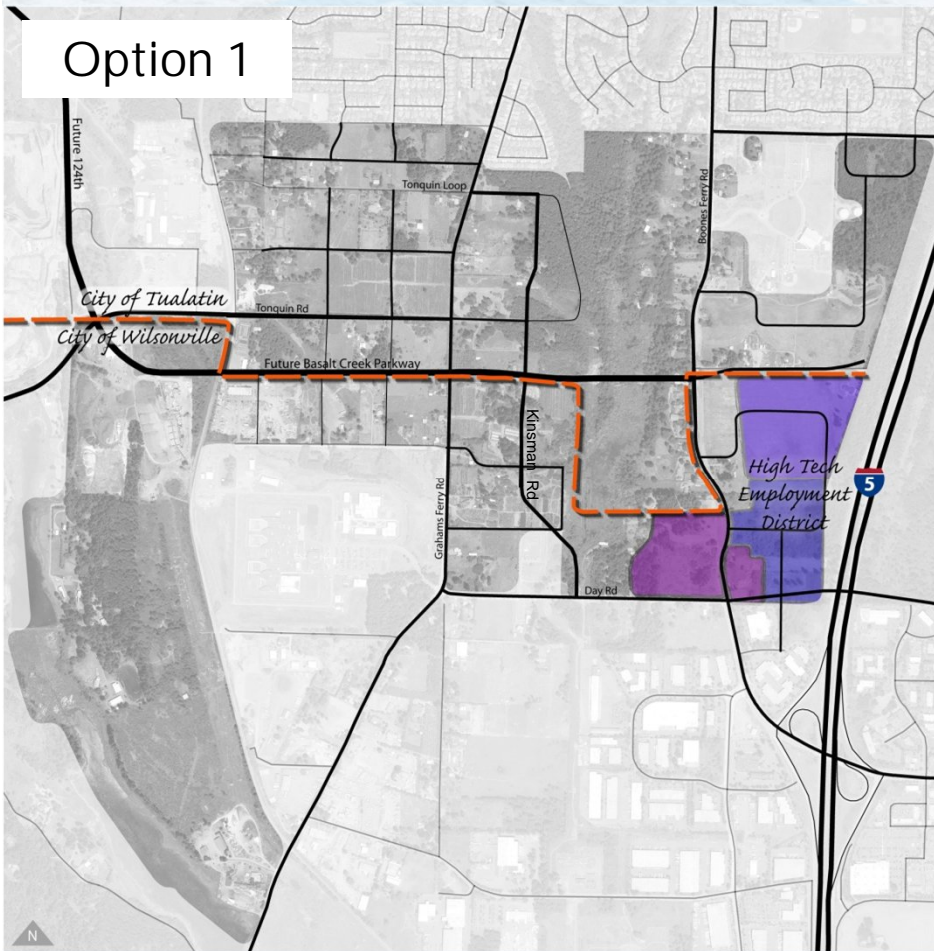 Option 1
Future 124th
Tonquin Loop
Boones Ferry Rd
City of Tualatin
Tonquin Rd
City of Wilsonville
Future Basalt Creek Parkway
Kinsman Rd
High Tech
Employment
District
5
Grahams Ferry Rd
Day Rd
N